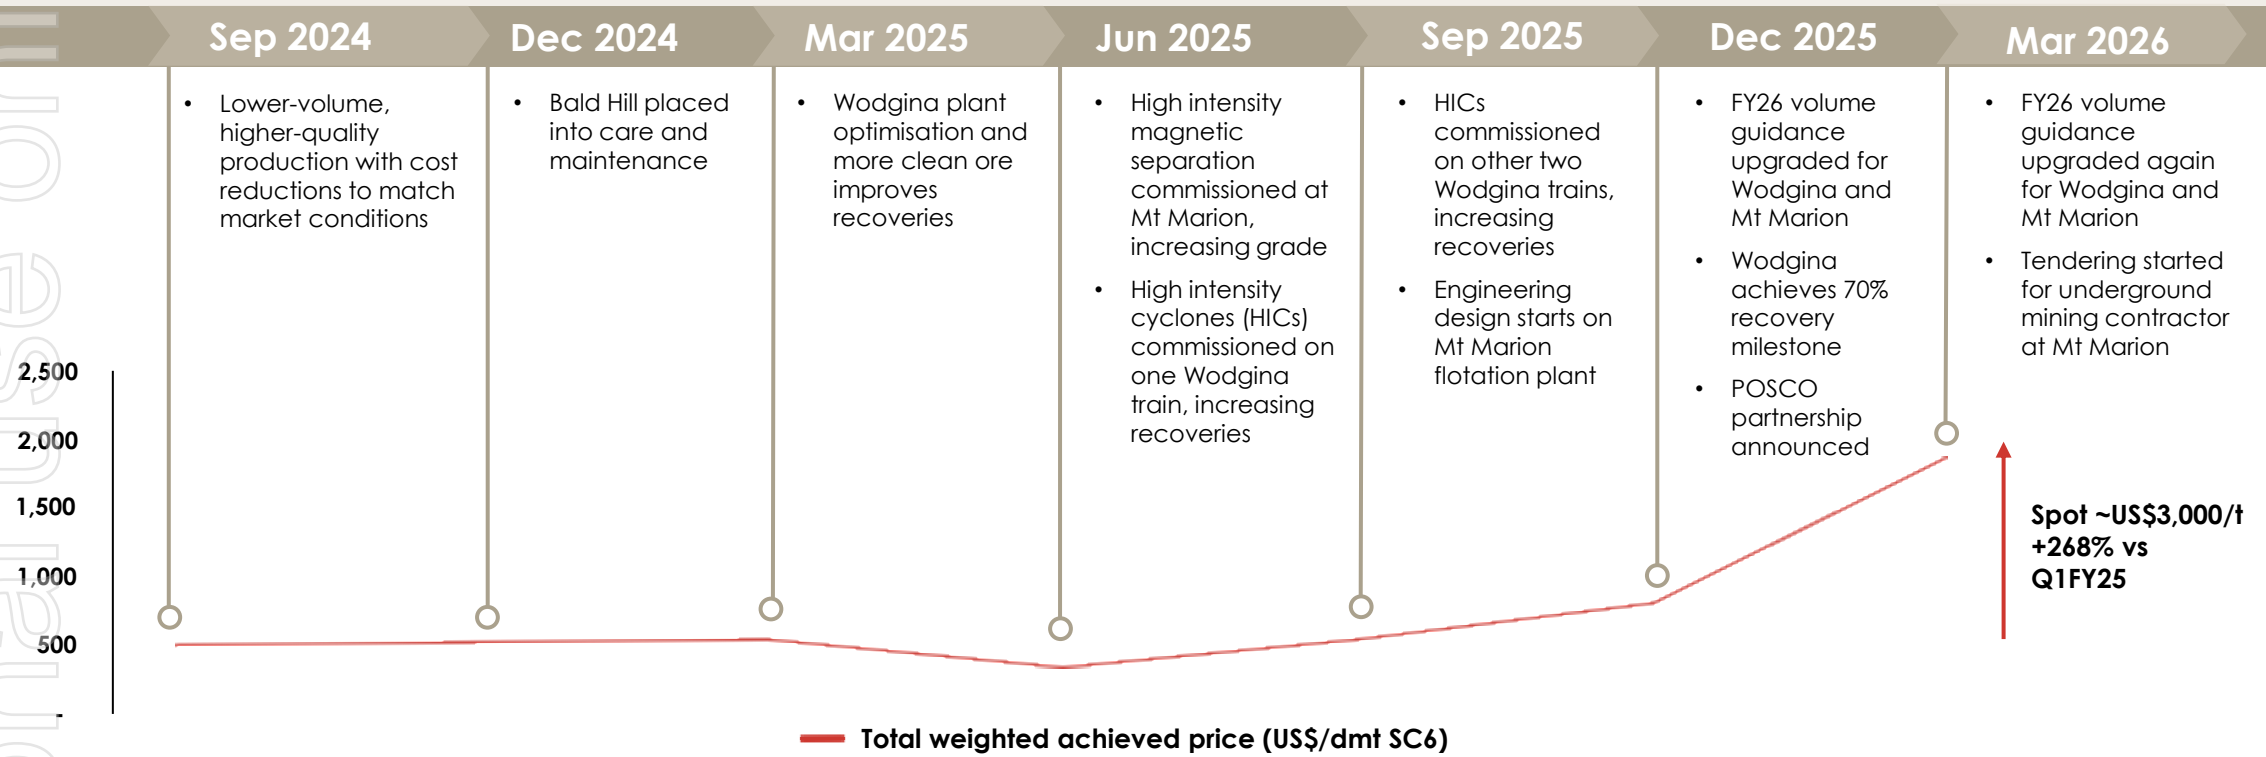 Sep 2024
Dec 2024
Mar 2025
Jun 2025
Sep 2025
Dec 2025
Mar 2026
• Lower-volume,
higher-quality
production with cost
reductions to match
market conditions
• Bald Hill placed
into care and
maintenance
• Wodgina plant
optimisation and
more clean ore
improves
recoveries
• High intensity
magnetic
separation
commissioned at
Mt Marion,
increasing grade
• High intensity
cyclones (HICs)
commissioned on
one Wodgina
train, increasing
recoveries
• HICs
commissioned
on other two
Wodgina trains,
increasing
recoveries
• Engineering
design starts on
Mt Marion
flotation plant
• FY26 volume
guidance
upgraded for
Wodgina and
Mt Marion
• Wodgina
achieves 70%
recovery
milestone
• POSCO
partnership
announced
• FY26 volume
guidance
upgraded again
for Wodgina and
Mt Marion
• Tendering started
for underground
mining contractor
at Mt Marion
2,500
2,000
1,500
1,000
500
-
Spot ~US$3,000/t
+268% vs
Q1FY25
Total weighted achieved price (US$/dmt SC6)
use